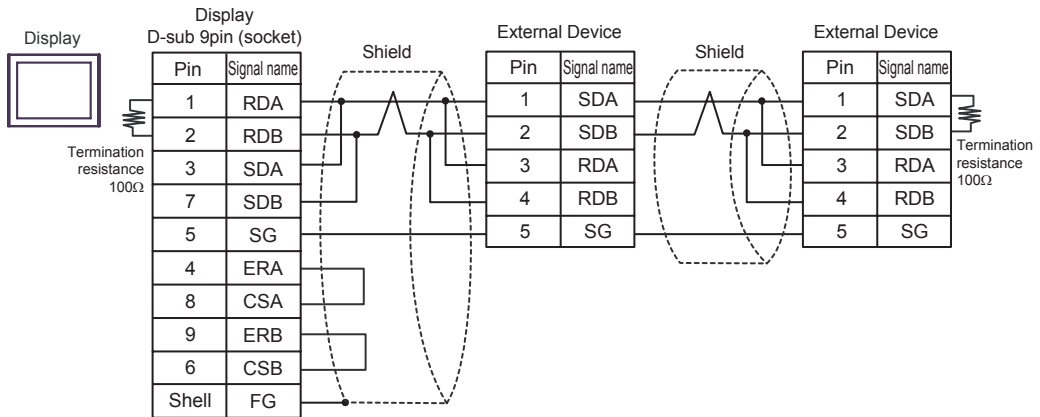 Display
Display
D-sub 9pin (socket)
Pin Signal name
1 RDA
2 RDB
3 SDA
7 SDB
5 SG
4 ERA
8 CSA
9 ERB
6 CSB
Shell FG
Termination
resistance
100Ω
Shield
External Device
Pin Signal name
1 SDA
2 SDB
3 RDA
4 RDB
5 SG
Shield
External Device
Pin Signal name
1 SDA
2 SDB
3 RDA
4 RDB
5 SG
Termination
resistance
100Ω